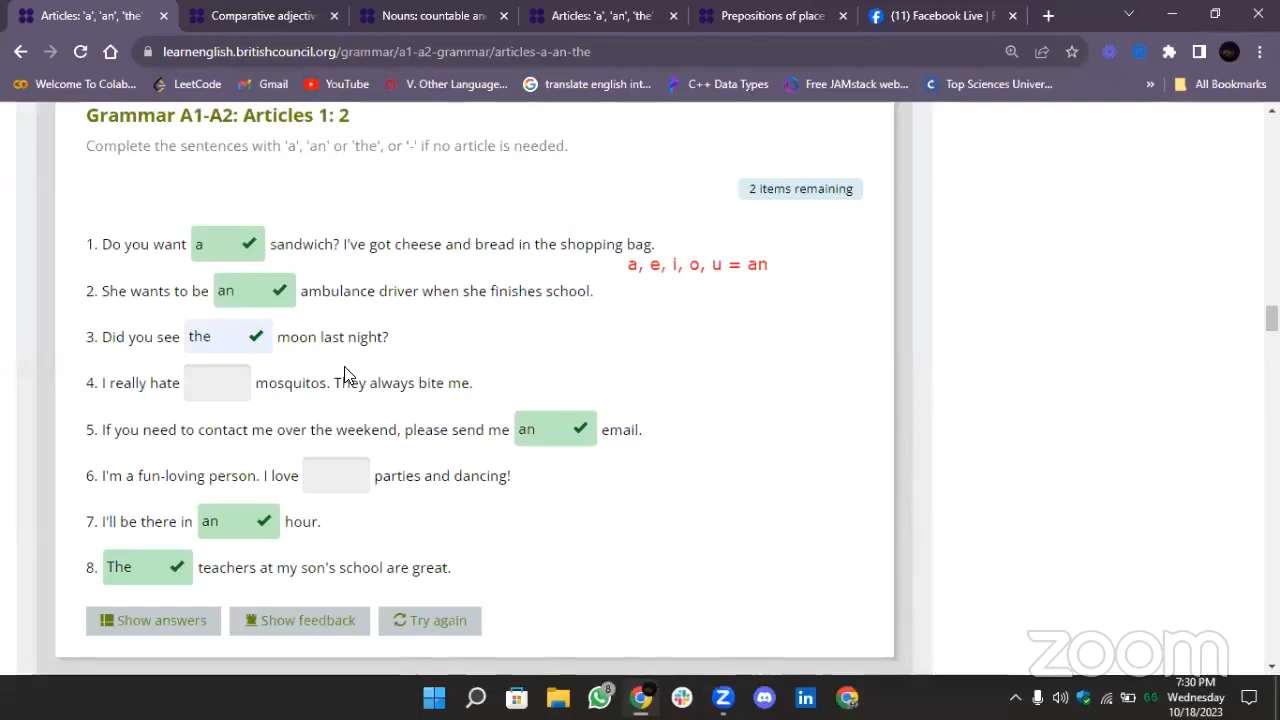 Articles: 'a', 'an', 'the'
Comparative adjectiv
Nouns: countable an
Articles: 'a', 'an', 'the'
Prepositions of place
(11) Facebook Live | F
learnenglish.britishcouncil.org/grammar/a1-a2-grammar/articles-a-an-the
Welcome To Colab...
LeetCode
Gmail
YouTube
V. Other Language...
translate english int...
C++ Data Types
Free JAMstack web...
Top Sciences Univer...
»
All Bookmarks
Grammar A1-A2: Articles 1: 2
Complete the sentences with 'a', 'an' or 'the', or '-' if no article is needed.
2 items remaining
1. Do you want a sandwich? I've got cheese and bread in the shopping bag.
a, e, i, o, u = an
2. She wants to be an ambulance driver when she finishes school.
3. Did you see the moon last night?
4. I really hate mosquitos. They always bite me.
5. If you need to contact me over the weekend, please send me an email.
6. I'm a fun-loving person. I love parties and dancing!
7. I'll be there in an hour.
8. The teachers at my son's school are great.
Show answers
Show feedback
Try again
zoom
8
65
7:30 PM
Wednesday
10/18/2023